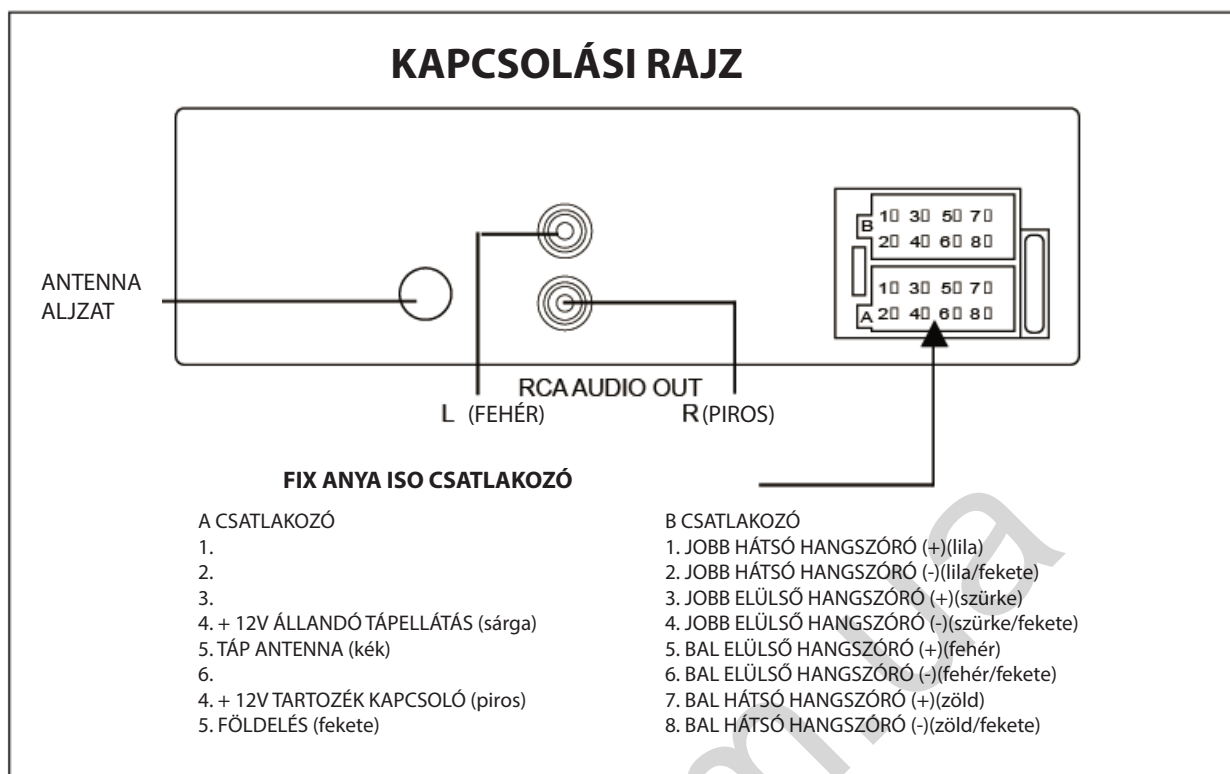 KAPCSOLÁSI RAJZ
B
1 3 5 7
2 4 6 8
1 3 5 7
A 2 4 6 8
ANTENNA
ALJZAT
RCA AUDIO OUT
L (FEHÉR)
R (PIROS)
FIX ANYA ISO CSATLAKOZÓ
A CSATLAKOZÓ
1.
2.
3.
4. + 12V ÁLLANDÓ TÁPELLÁTÁS (sárga)
5. TÁP ANTENNA (kék)
6.
4. + 12V TARTOZÉK KAPCSOLÓ (piros)
5. FÖLDELÉS (fekete)
B CSATLAKOZÓ
1. JOBB HÁTSÓ HANGSZÓRÓ (+)(lila)
2. JOBB HÁTSÓ HANGSZÓRÓ (-)(lila/fekete)
3. JOBB ELÜLSŐ HANGSZÓRÓ (+)(szürke)
4. JOBB ELÜLSŐ HANGSZÓRÓ (-)(szürke/fekete)
5. BAL ELÜLSŐ HANGSZÓRÓ (+)(fehér)
6. BAL ELÜLSŐ HANGSZÓRÓ (-)(fehér/fekete)
7. BAL HÁTSÓ HANGSZÓRÓ (+)(zöld)
8. BAL HÁTSÓ HANGSZÓRÓ (-)(zöld/fekete)